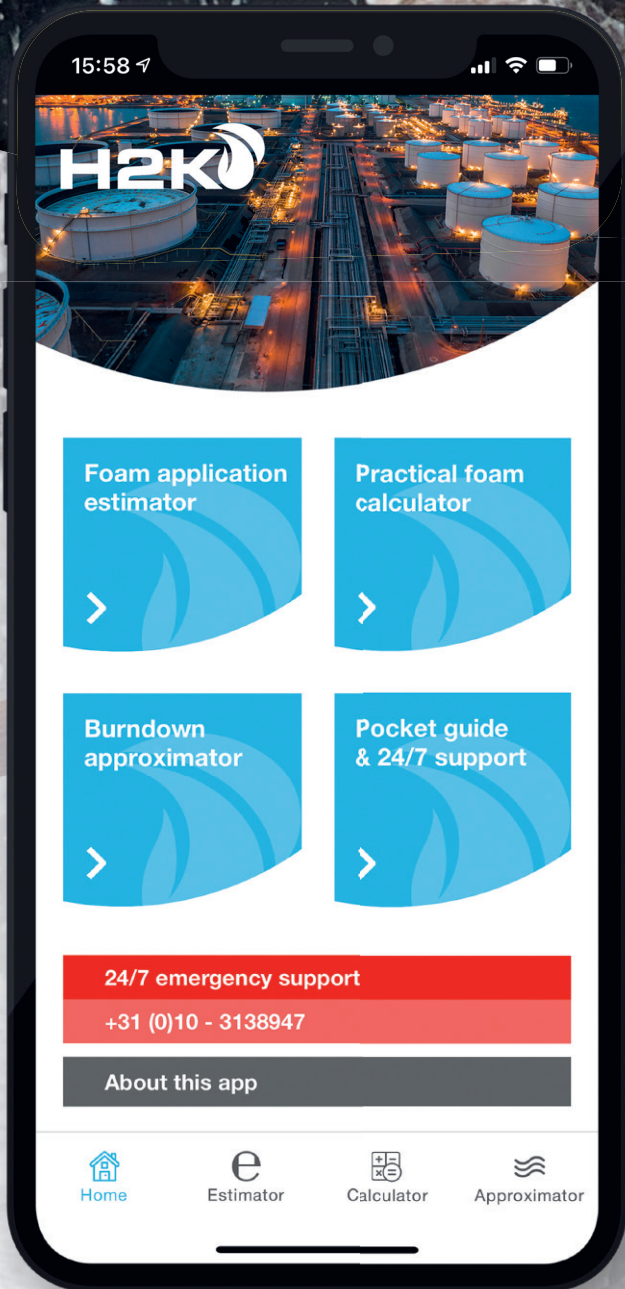 15:58
H2K
Foam application
estimator
Practical foam
calculator
Burndown
approximator
Pocket guide
& 24/7 support
24/7 emergency support
+31 (0)10 - 3138947
About this app
Home
e
Estimator
Calculator
Approximator